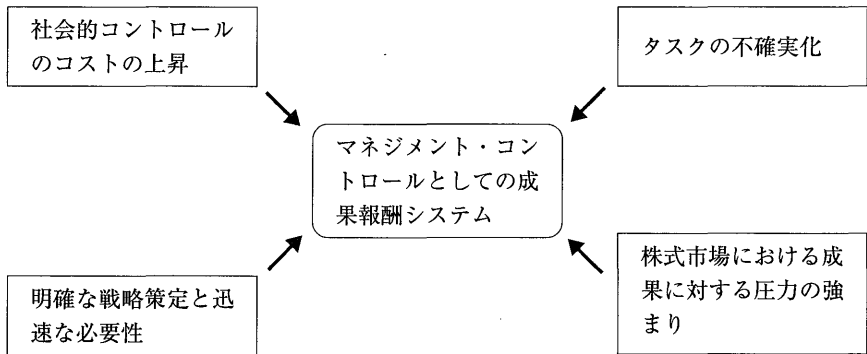 社会的コントロール
のコストの上昇
タスクの不確実化
マネジメント・コン
トロールとしての成
果報酬システム
明確な戦略策定と迅
速な必要性
株式市場における成
果に対する圧力の強
まり